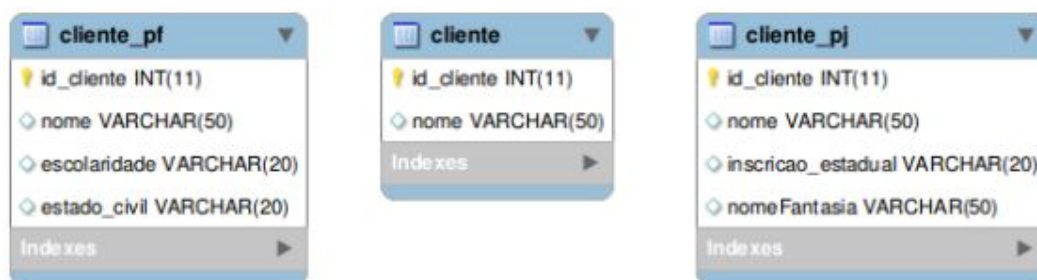 cliente_pf
id_cliente INT(11)
nome VARCHAR(50)
escolaridade VARCHAR(20)
estado_civil VARCHAR(20)
Indexes
cliente
id_cliente INT(11)
nome VARCHAR(50)
Indexes
cliente_pj
id_cliente INT(11)
nome VARCHAR(50)
inscricao_estadual VARCHAR(20)
nomeFantasia VARCHAR(50)
Indexes